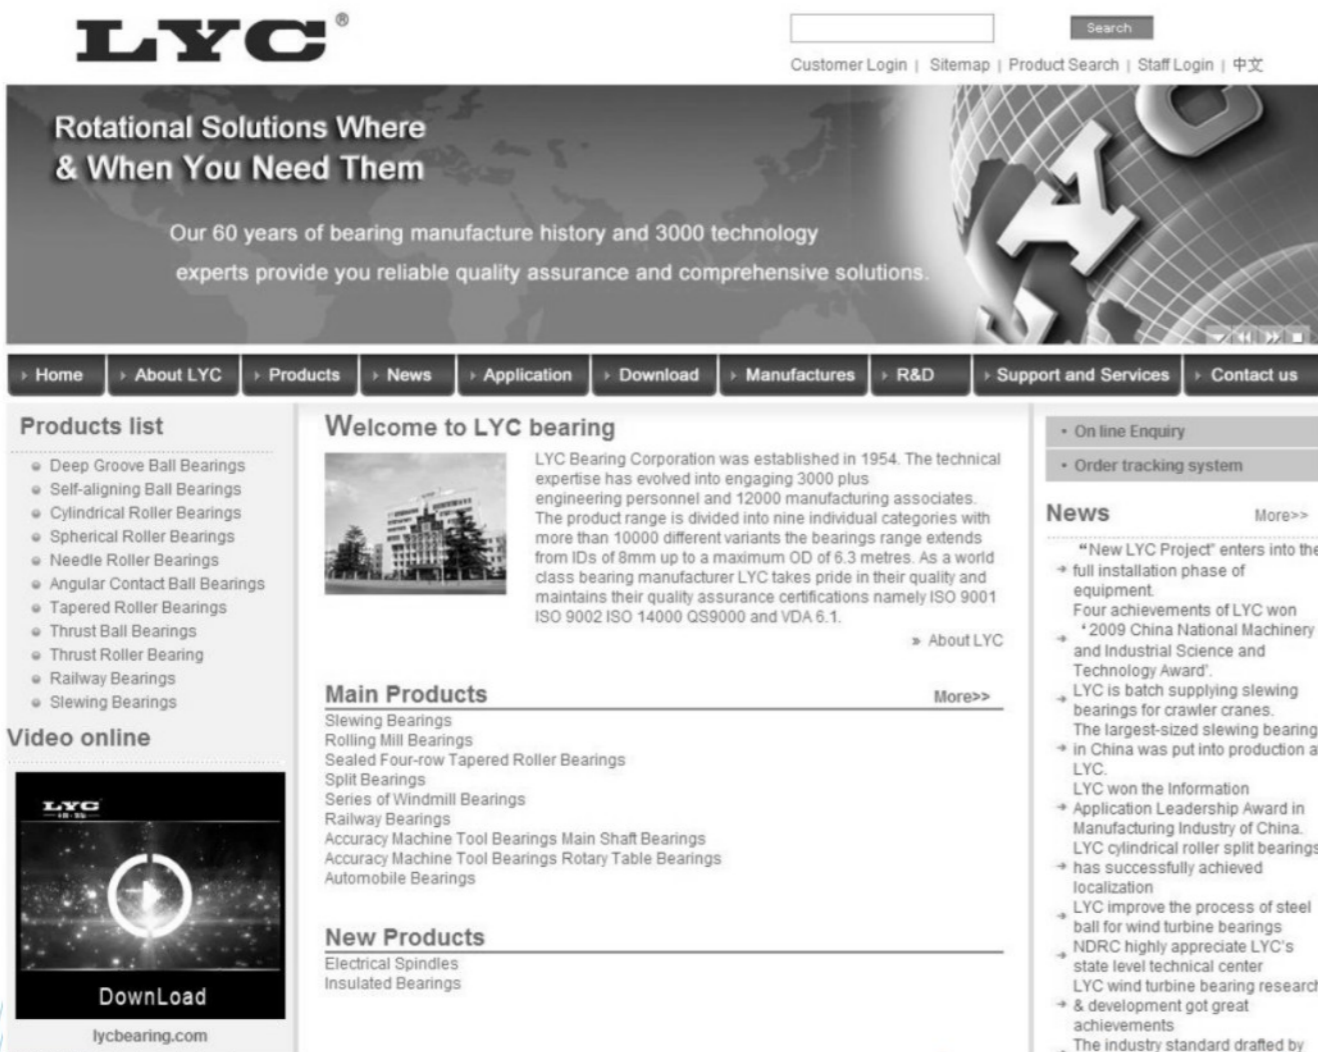 LYC®
Search
Customer Login | Sitemap | Product Search | Staff Login | 中文
Rotational Solutions Where
& When You Need Them
Our 60 years of bearing manufacture history and 3000 technology
experts provide you reliable quality assurance and comprehensive solutions.
LYC
Home About LYC Products News Application Download Manufactures R&D Support and Services Contact us
Products list
Deep Groove Ball Bearings
Self-aligning Ball Bearings
Cylindrical Roller Bearings
Spherical Roller Bearings
Needle Roller Bearings
Angular Contact Ball Bearings
Tapered Roller Bearings
Thrust Ball Bearings
Thrust Roller Bearing
Railway Bearings
Slewing Bearings
Video online
LYC
DownLoad
lycbearing.com
Welcome to LYC bearing
LYC Bearing Corporation was established in 1954. The technical
expertise has evolved into engaging 3000 plus
engineering personnel and 12000 manufacturing associates.
The product range is divided into nine individual categories with
more than 10000 different variants the bearings range extends
from IDs of 8mm up to a maximum OD of 6.3 metres. As a world
class bearing manufacturer LYC takes pride in their quality and
maintains their quality assurance certifications namely ISO 9001
ISO 9002 ISO 14000 QS9000 and VDA 6.1.
» About LYC
Main Products More>>
Slewing Bearings
Rolling Mill Bearings
Sealed Four-row Tapered Roller Bearings
Split Bearings
Series of Windmill Bearings
Railway Bearings
Accuracy Machine Tool Bearings Main Shaft Bearings
Accuracy Machine Tool Bearings Rotary Table Bearings
Automobile Bearings
New Products
Electrical Spindles
Insulated Bearings
• On line Enquiry
• Order tracking system
News More>>
“New LYC Project” enters into the
full installation phase of
equipment.
Four achievements of LYC won
‘2009 China National Machinery
and Industrial Science and
Technology Award’.
LYC is batch supplying slewing
bearings for crawler cranes.
The largest-sized slewing bearing
in China was put into production a
LYC.
LYC won the Information
Application Leadership Award in
Manufacturing Industry of China.
LYC cylindrical roller split bearings
has successfully achieved
localization
LYC improve the process of steel
ball for wind turbine bearings
NDRC highly appreciate LYC's
state level technical center
LYC wind turbine bearing research
& development got great
achievements
The industry standard drafted by